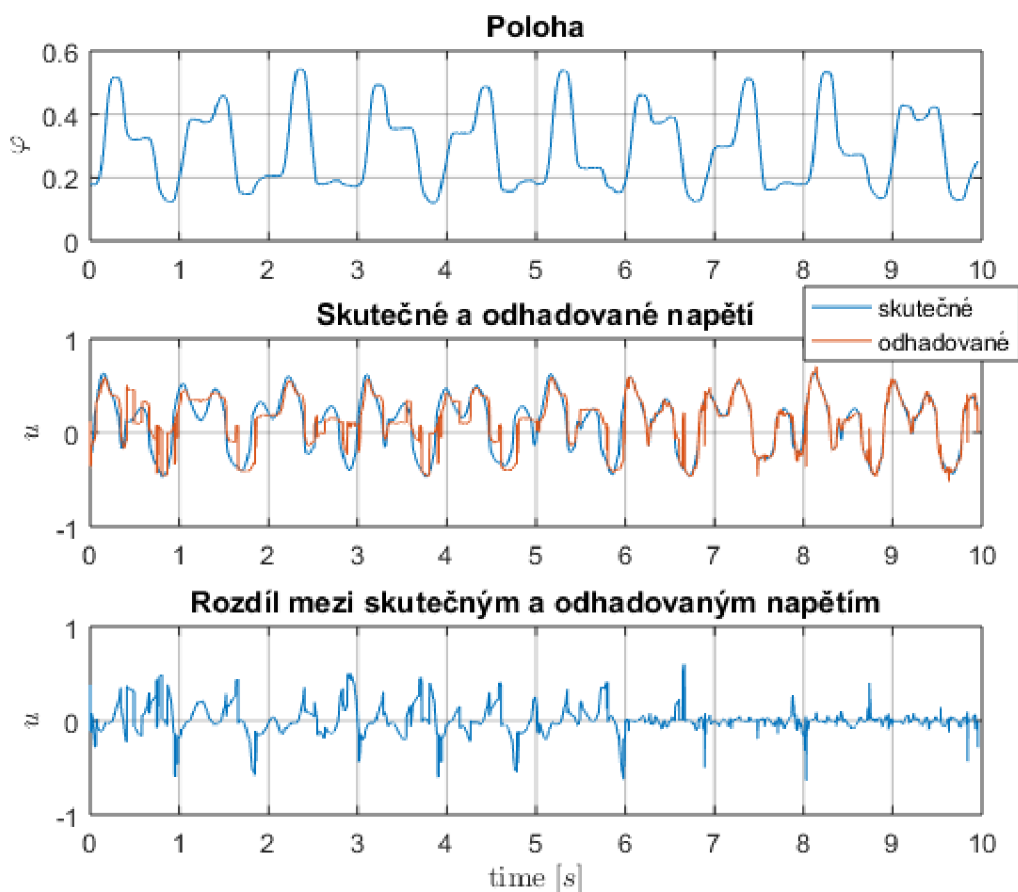 Poloha
0.6
0.4
0.2
0
φ
0 1 2 3 4 5 6 7 8 9 10
Skutečné a odhadované napětí
skutečné
odhadované
1
0
-1
u
0 1 2 3 4 5 6 7 8 9 10
Rozdíl mezi skutečným a odhadovaným napětím
1
0
-1
u
0 1 2 3 4 5 6 7 8 9 10
time [s]